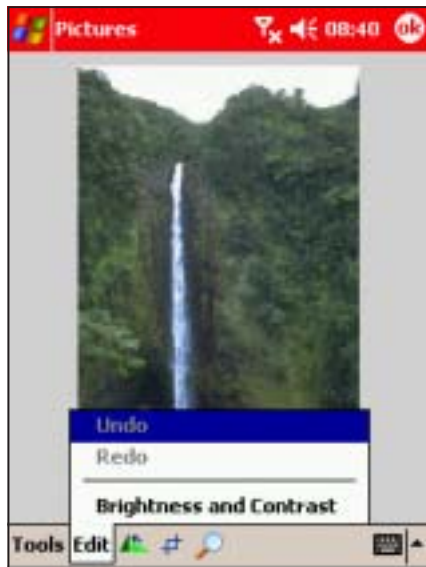 Pictures 08:40 ok
Undo
Redo
Brightness and Contrast
Tools Edit